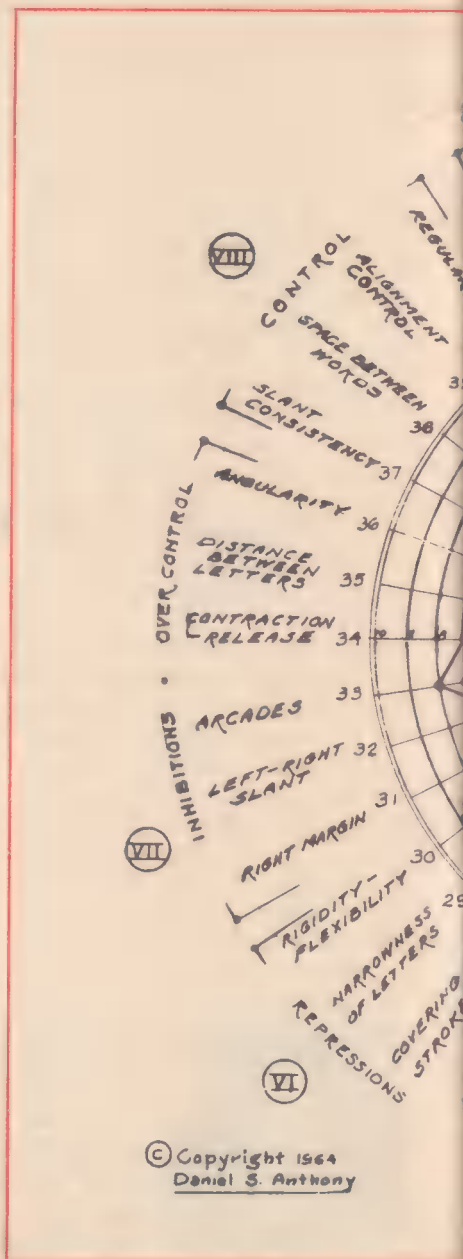 REGULAR
VIII
CONTROL
ALIGNMENT
CONTROL
SPACE BETWEEN
WORDS
38
SLANT
CONSISTENCY
37
ANGULARITY
36
DISTANCE
BETWEEN
LETTERS
35
OVER CONTROL
CONTRACTION
RELEASE
34
ARCADES
33
INHIBITIONS
LEFT-RIGHT
SLANT
32
VII
RIGHT MARGIN
31
RIGIDITY-
FLEXIBILITY
30
NARROWNESS
OF LETTERS
29
COVERING
STROKE
REPRESSIONS
VI
© Copyright 1964
Daniel S. Anthony